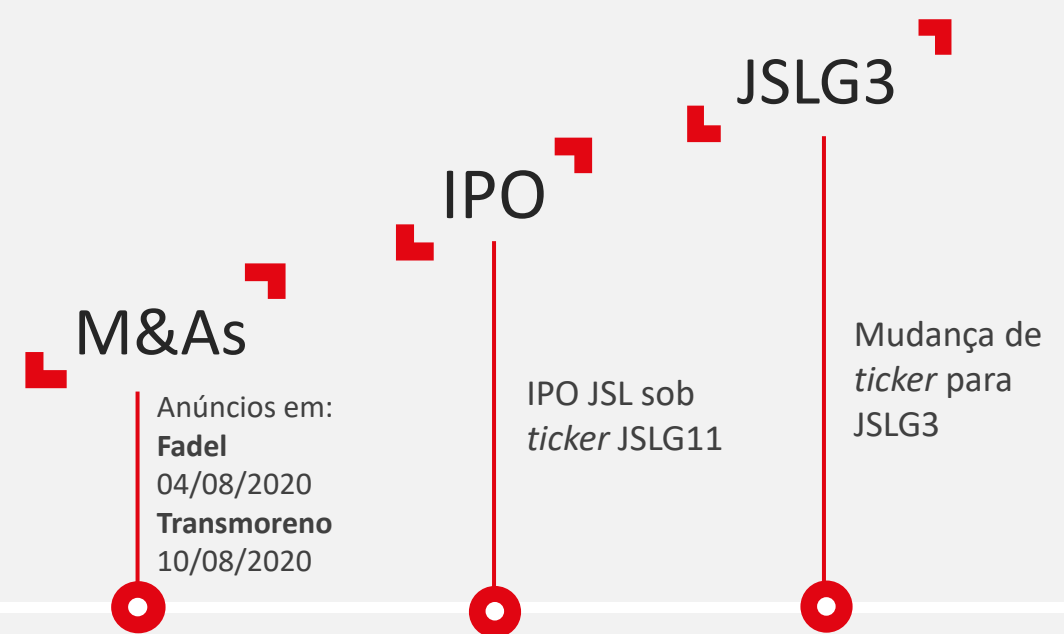 M&As
Anúncios em:
Fadel
04/08/2020
Transmoreno
10/08/2020
IPO
IPO JSL sob
ticker JSLG11
JSLG3
Mudança de
ticker para
JSLG3